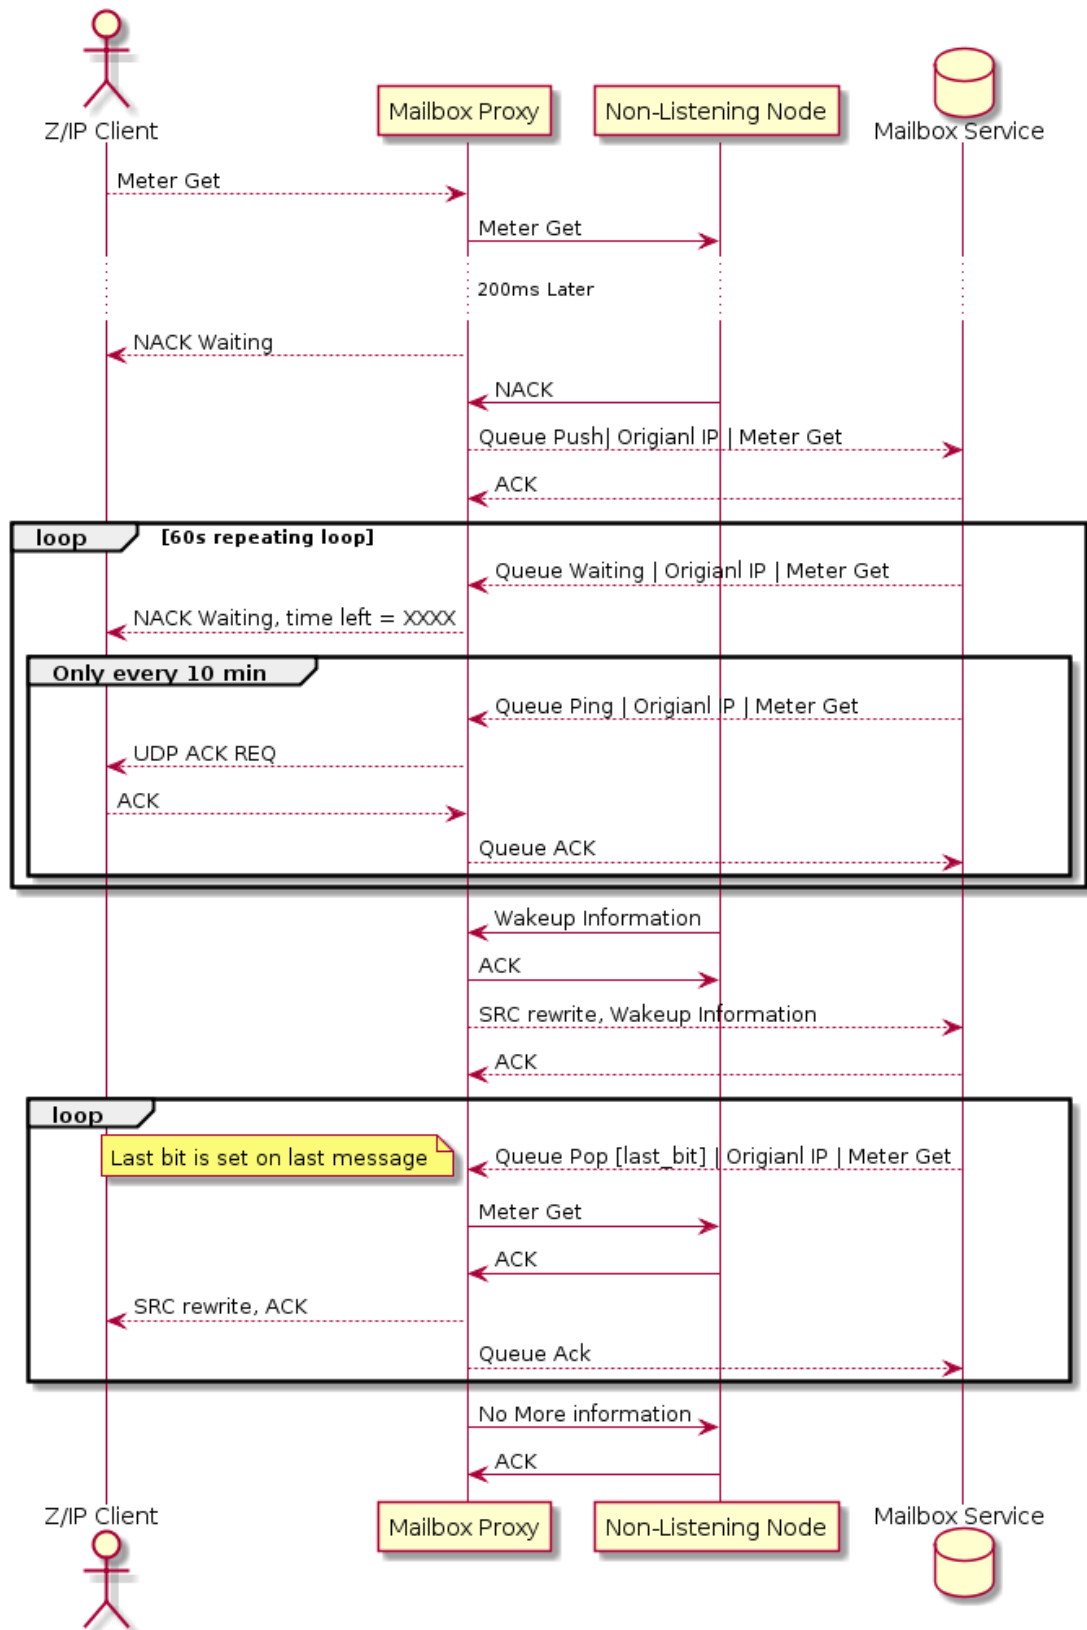 Z/IP Client
Mailbox Proxy
Non-Listening Node
Mailbox Service
Meter Get
Meter Get
200ms Later
NACK Waiting
NACK
Queue Push| Origianl IP | Meter Get
ACK
loop [60s repeating loop]
Queue Waiting | Origianl IP | Meter Get
NACK Waiting, time left = XXXX
Only every 10 min
Queue Ping | Origianl IP | Meter Get
UDP ACK REQ
ACK
Queue ACK
Wakeup Information
ACK
SRC rewrite, Wakeup Information
ACK
loop
Last bit is set on last message
Queue Pop [last_bit] | Origianl IP | Meter Get
Meter Get
ACK
SRC rewrite, ACK
Queue Ack
No More information
ACK
Z/IP Client
Mailbox Proxy
Non-Listening Node
Mailbox Service